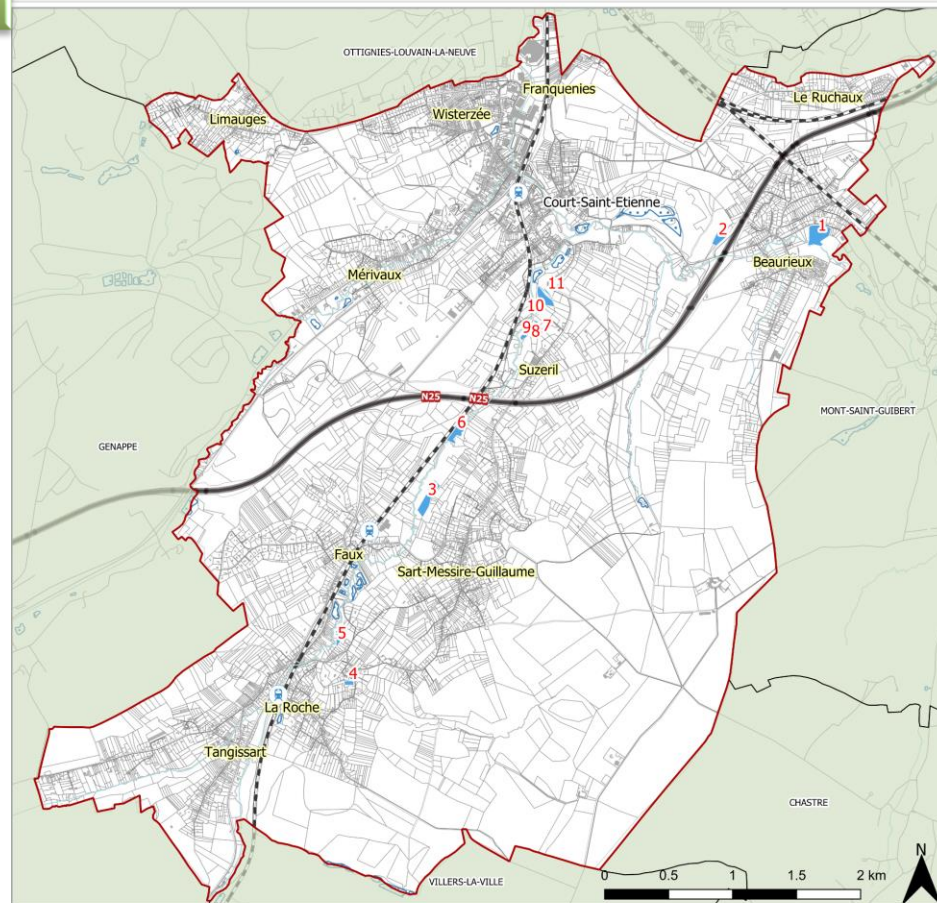 OTTIGNIES-LOUVAIN-LA-NEUVE
Franquenies
Le Ruchaux
Wisterzée
Limauges
Court-Saint-Etienne
2
1
Beaurieux
Mérivaux
11
10
9
8
7
Suzeril
N25
N25
MONT-SAINT-GUIBERT
6
GENAPPE
3
Faux
Sart-Messire-Guillaume
5
4
La Roche
Tangissart
CHASTRE
VILLERS-LA-VILLE
N
0 0.5 1 1.5 2 km